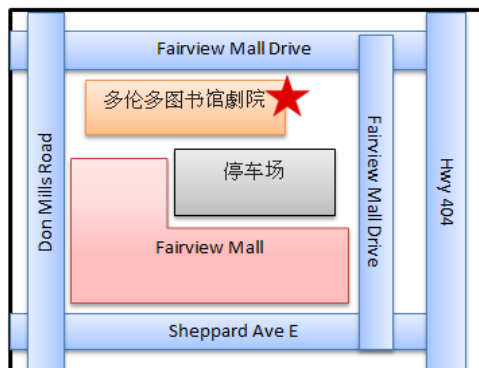 Fairview Mall Drive
多伦多图书馆劇院
停车场
Fairview Mall
Sheppard Ave E
Don Mills Road
Fairview Mall Drive
Hwy 404